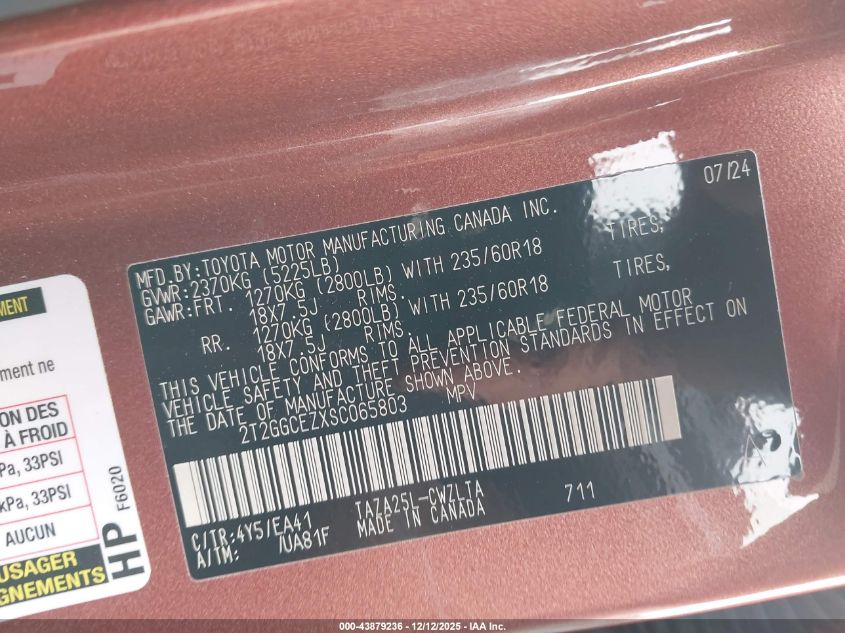 07/24
MFD.BY:TOYOTA MOTOR MANUFACTURING CANADA INC.
GVWR:2370KG (5225LB)
GAWR:FRT. 1270KG (2800LB) WITH 235/60R18 TIRES,
18X7.5J RIMS.
RR. 1270KG (2800LB) WITH 235/60R18 TIRES,
18X7.5J RIMS.
THIS VEHICLE CONFORMS TO ALL APPLICABLE FEDERAL MOTOR
VEHICLE SAFETY AND THEFT PREVENTION STANDARDS IN EFFECT ON
THE DATE OF MANUFACTURE SHOWN ABOVE.
2T2GGCEZXSC065803 MPV
C/TR:4Y5/EA41 TAZA25L-CWZLTA 711
A/TM: /UA81F MADE IN CANADA
MENT
ment ne
ON DES
À FROID
Pa, 33PSI
kPa, 33PSI
AUCUN
USAGER
GNEMENTS
HP F6020
000-43879236 - 12/12/2025 - IAA Inc.